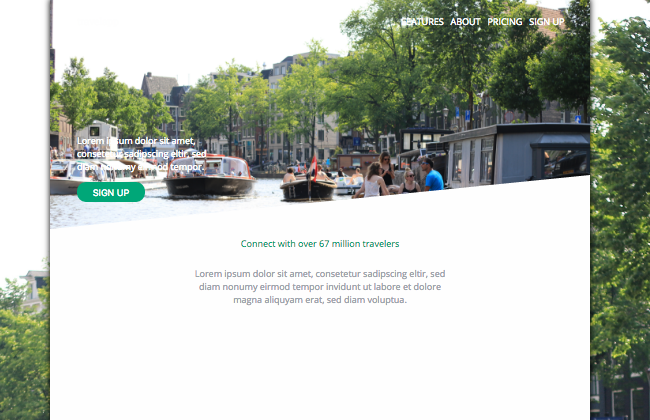 FEATURES ABOUT PRICING SIGN UP
Lorem ipsum dolor sit amet,
consetetur sadipscing elitr, sed
diam nonumy eirmod tempor.
SIGN UP
Connect with over 67 million travelers
Lorem ipsum dolor sit amet, consetetur sadipscing elitr, sed
diam nonumy eirmod tempor invidunt ut labore et dolore
magna aliquyam erat, sed diam voluptua.